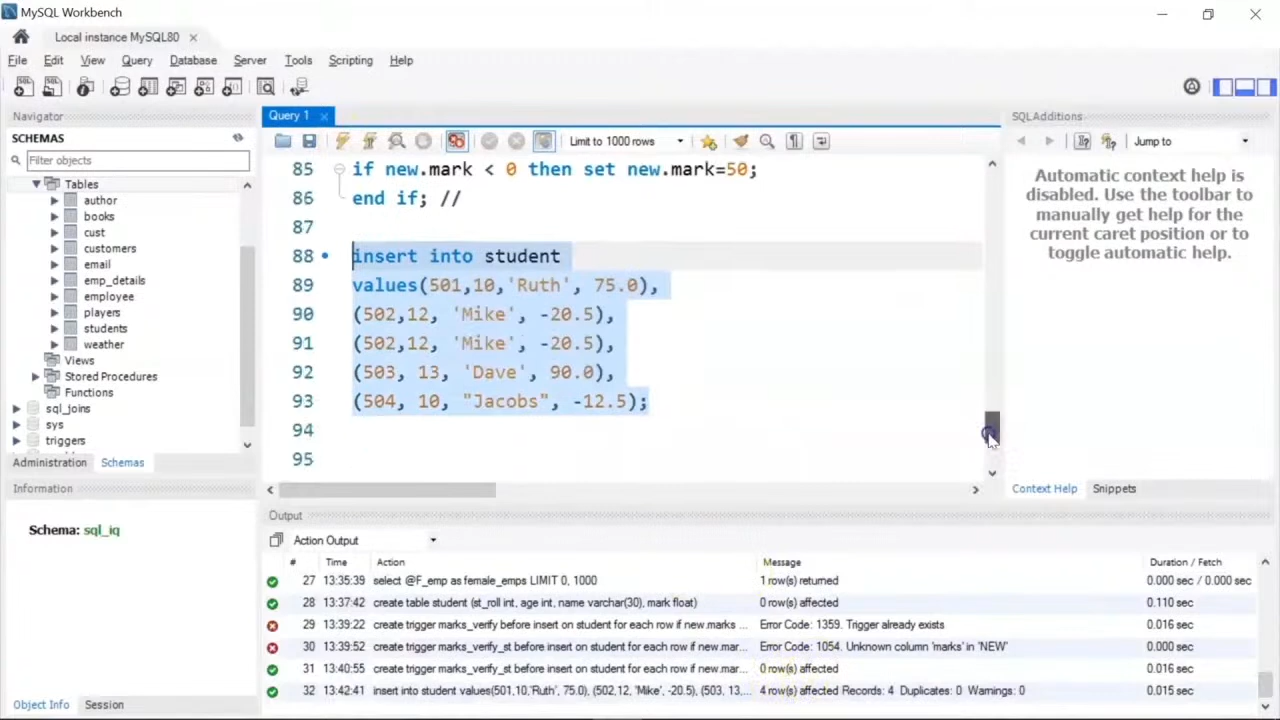 MySQL Workbench
Local instance MySQL80
File Edit View Query Database Server Tools Scripting Help
Navigator
SCHEMAS
Filter objects
Tables
author
books
cust
customers
email
emp_details
employee
players
students
weather
Views
Stored Procedures
Functions
sql_joins
sys
triggers
Administration Schemas
Information
Schema: sql_iq
Object Info Session
Query 1
Limit to 1000 rows
85 if new.mark < 0 then set new.mark=50;
86 end if; //
87
88 insert into student
89 values(501,10,'Ruth', 75.0),
90 (502,12, 'Mike', -20.5),
91 (502,12, 'Mike', -20.5),
92 (503, 13, 'Dave', 90.0),
93 (504, 10, "Jacobs", -12.5);
94
95
SQLAdditions
Jump to
Automatic context help is
disabled. Use the toolbar to
manually get help for the
current caret position or to
toggle automatic help.
Context Help Snippets
Output
Action Output
# Time Action Message Duration / Fetch
27 13:35:39 select @F_emp as female_emps LIMIT 0, 1000 1 row(s) returned 0.000 sec / 0.000 sec
28 13:37:42 create table student (st_roll int, age int, name varchar(30), mark float) 0 row(s) affected 0.110 sec
29 13:39:22 create trigger marks_verify before insert on student for each row if new.marks ... Error Code: 1359. Trigger already exists 0.016 sec
30 13:39:52 create trigger marks_verify_st before insert on student for each row if new.mar... Error Code: 1054. Unknown column 'marks' in 'NEW' 0.000 sec
31 13:40:55 create trigger marks_verify_st before insert on student for each row if new.mar... 0 row(s) affected 0.016 sec
32 13:42:41 insert into student values(501,10,'Ruth', 75.0), (502,12, 'Mike', -20.5), (503, 13,... 4 row(s) affected Records: 4 Duplicates: 0 Warnings: 0 0.015 sec